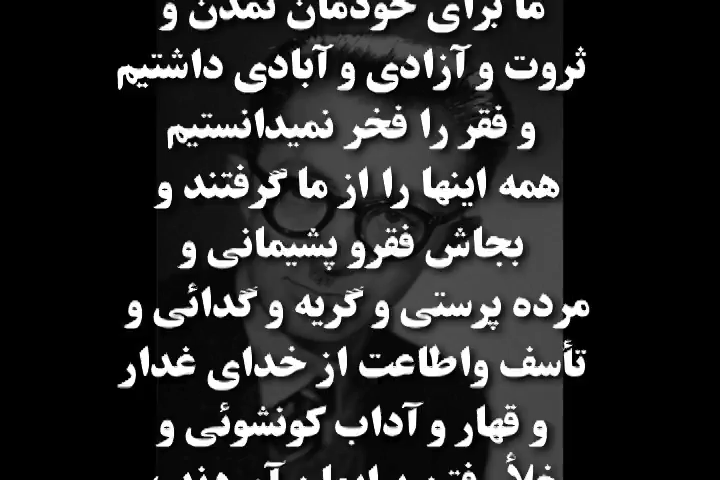 ما برای خودمان تمدن و
ثروت و آزادی و آبادی داشتیم
و فقر را فخر نمیدانستیم
همه اینها را از ما گرفتند و
بجاش فقرو پشیمانی و
مرده پرستی و گریه و گدائی و
تأسف واطاعت از خدای غدار
و قهار و آداب کونشوئی و